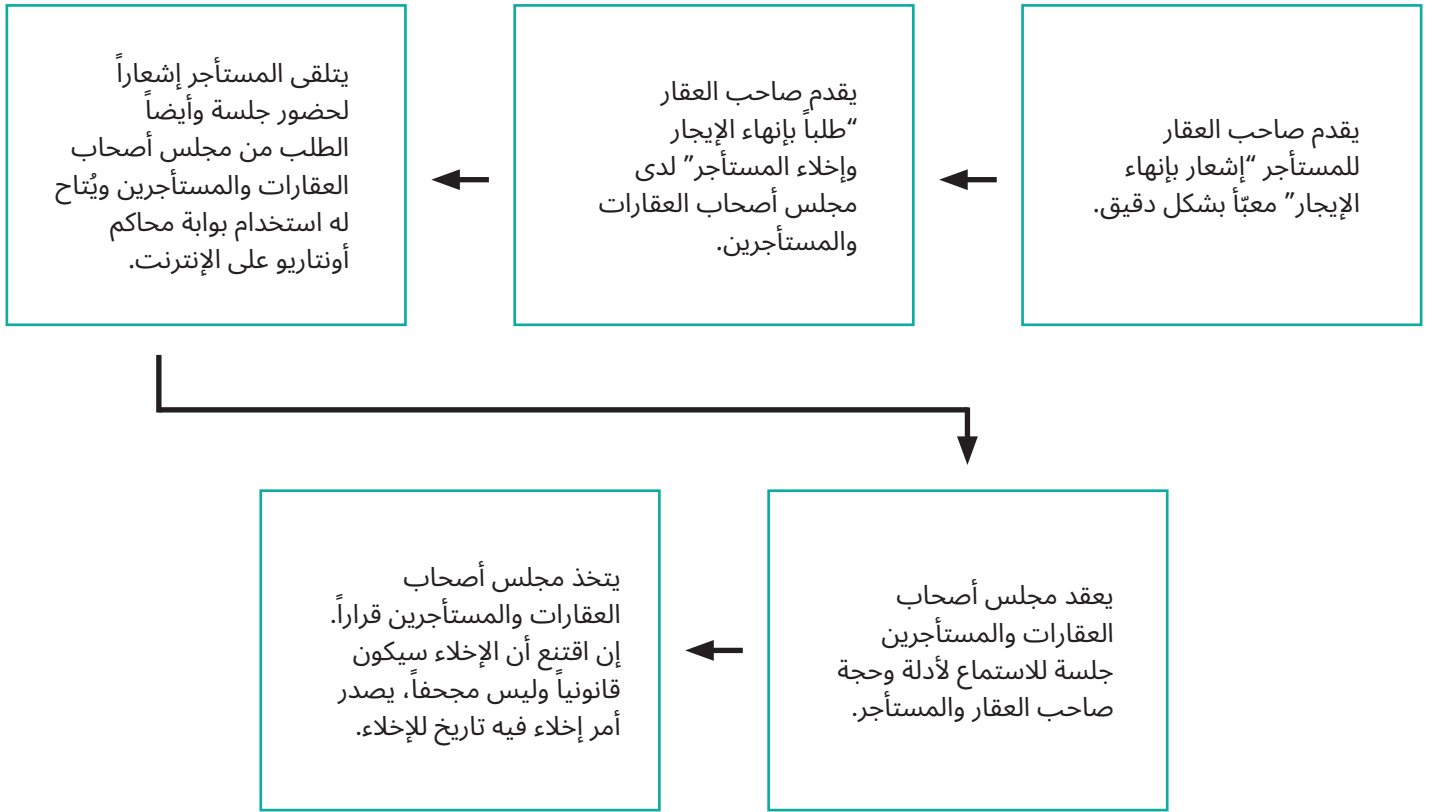 يقدم صاحب العقار
للمستأجر “إشعار بإنهاء
الإيجار” معبّأ بشكل دقيق.
يقدم صاحب العقار
“طلباً بإنهاء الإيجار
وإخلاء المستأجر” لدى
مجلس أصحاب العقارات
والمستأجرين.
يتلقى المستأجر إشعاراً
لحضور جلسة وأيضاً
الطلب من مجلس أصحاب
العقارات والمستأجرين ويُتاح
له استخدام بوابة محاكم
أونتاريو على الإنترنت.
يعقد مجلس أصحاب
العقارات والمستأجرين
جلسة للاستماع لأدلة وحجة
صاحب العقار والمستأجر.
يتخذ مجلس أصحاب
العقارات والمستأجرين قراراً.
إن اقتنع أن الإخلاء سيكون
قانونياً وليس مجحفاً، يصدر
أمر إخلاء فيه تاريخ للإخلاء.